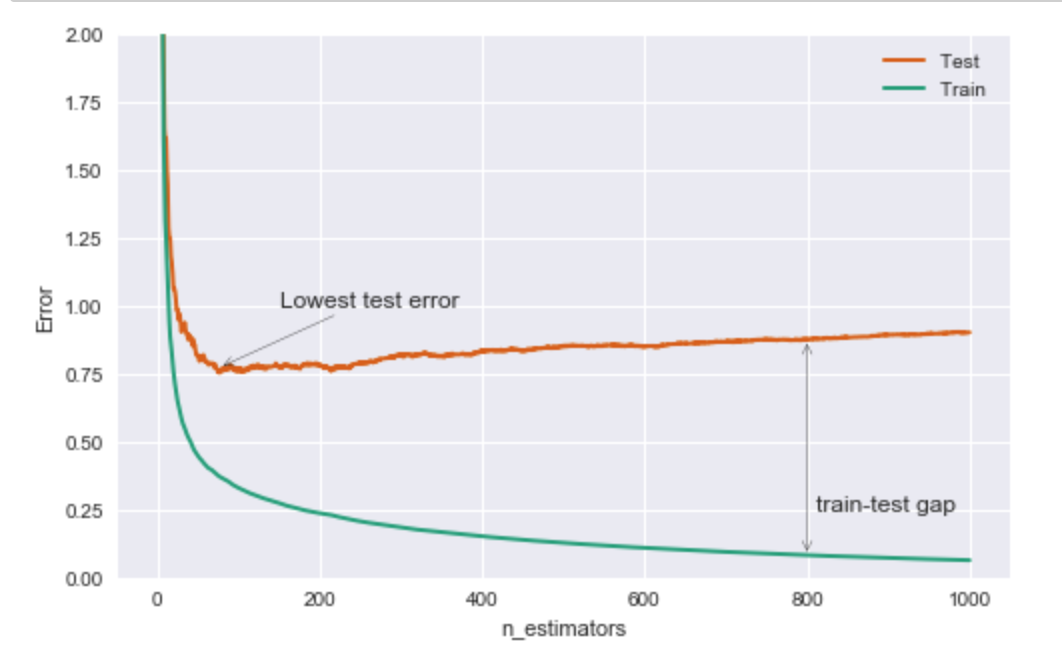 2.00
1.75
1.50
1.25
1.00
0.75
0.50
0.25
0.00
Error
Test
Train
Lowest test error
train-test gap
0 200 400 600 800 1000
n_estimators